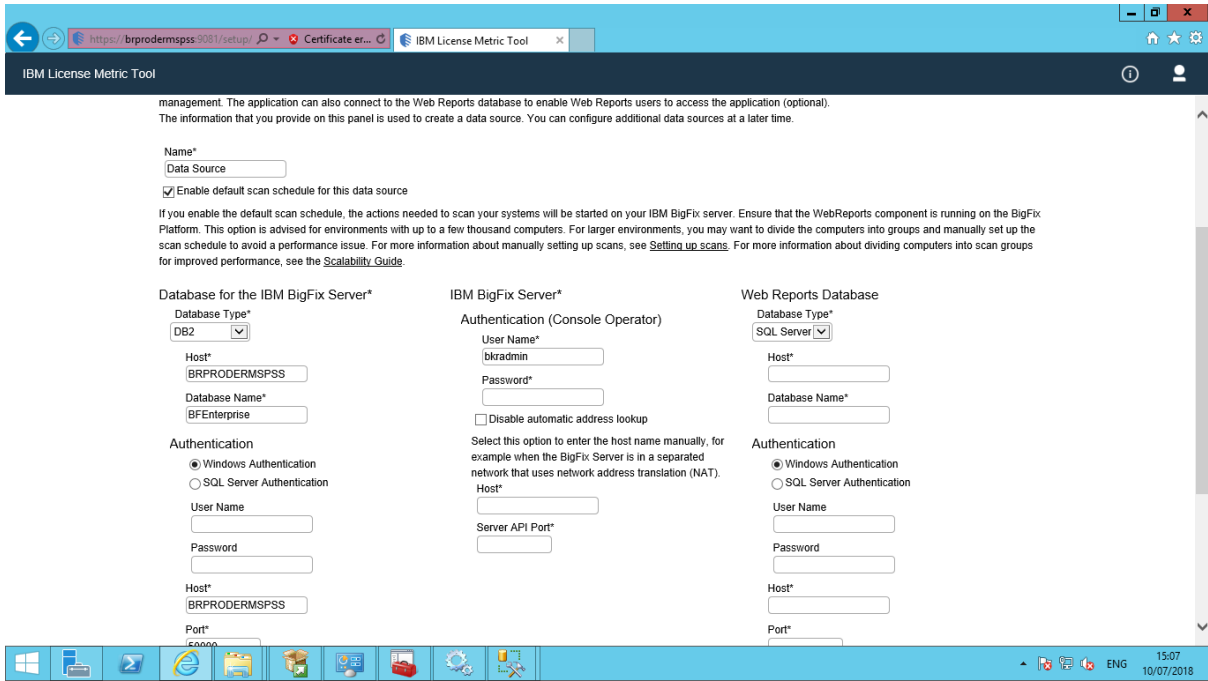 https://brprodermspss:9081/setup/
Certificate er...
IBM License Metric Tool
IBM License Metric Tool
management. The application can also connect to the Web Reports database to enable Web Reports users to access the application (optional).
The information that you provide on this panel is used to create a data source. You can configure additional data sources at a later time.
Name*
Data Source
Enable default scan schedule for this data source
If you enable the default scan schedule, the actions needed to scan your systems will be started on your IBM BigFix server. Ensure that the WebReports component is running on the BigFix
Platform. This option is advised for environments with up to a few thousand computers. For larger environments, you may want to divide the computers into groups and manually set up the
scan schedule to avoid a performance issue. For more information about manually setting up scans, see Setting up scans. For more information about dividing computers into scan groups
for improved performance, see the Scalability Guide.
Database for the IBM BigFix Server*
Database Type*
DB2
Host*
BRPRODERMSPSS
Database Name*
BFEnterprise
Authentication
Windows Authentication
SQL Server Authentication
User Name
Password
Host*
BRPRODERMSPSS
Port*
50000
IBM BigFix Server*
Authentication (Console Operator)
User Name*
bkradmin
Password*
Disable automatic address lookup
Select this option to enter the host name manually, for
example when the BigFix Server is in a separated
network that uses network address translation (NAT).
Host*
Server API Port*
Web Reports Database
Database Type*
SQL Server
Host*
Database Name*
Authentication
Windows Authentication
SQL Server Authentication
User Name
Password
Host*
Port*
ENG
15:07
10/07/2018